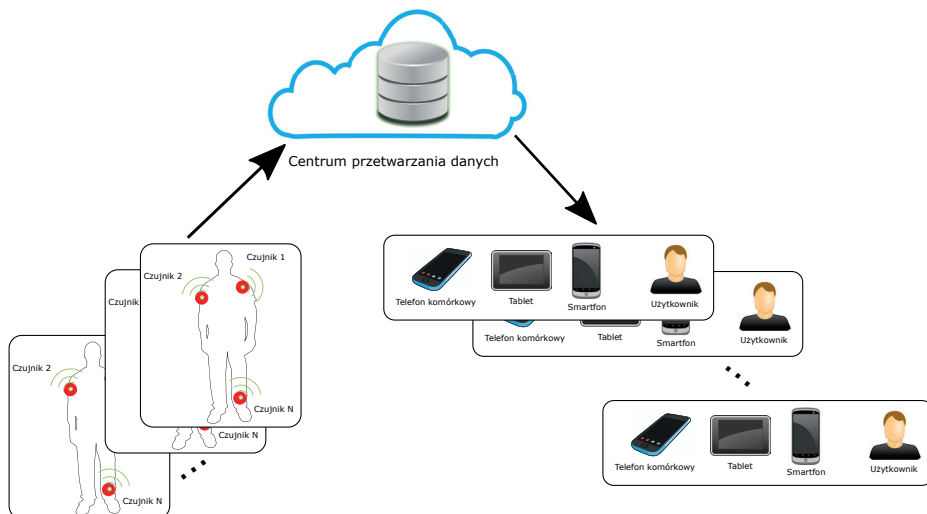 Centrum przetwarzania danych
Czujnik 1
Czujnik 2
Czujnik N
Czujnik
Czujnik N
Czujnik 2
Czujnik N
Telefon komórkowy
Tablet
Smartfon
Użytkownik
Telefon komórkowy
Tablet
Smartfon
Użytkownik
Telefon komórkowy
Tablet
Smartfon
Użytkownik